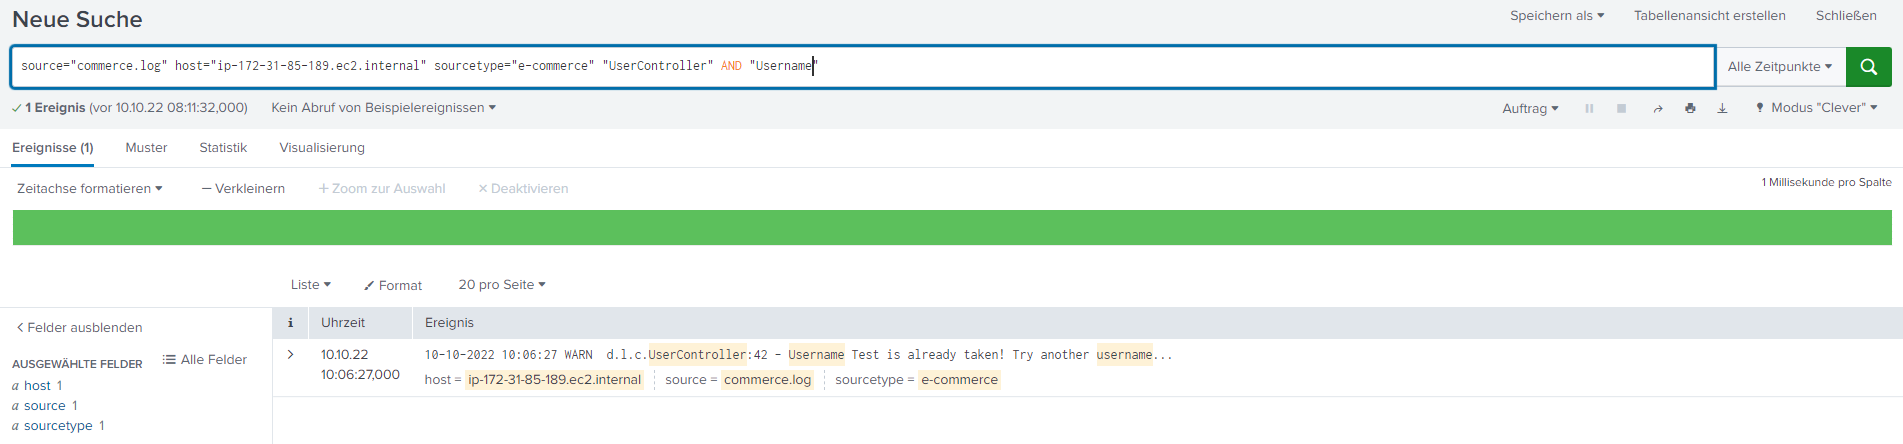 Neue Suche
Speichern als Tabellenansicht erstellen Schließen
source="commerce.log" host="ip-172-31-85-189.ec2.internal" sourcetype="e-commerce" "UserController" AND "Username"
Alle Zeitpunkte
1 Ereignis (vor 10.10.22 08:11:32,000) Kein Abruf von Beispielereignissen
Auftrag Modus "Clever"
Ereignisse (1) Muster Statistik Visualisierung
Zeitachse formatieren — Verkleinern + Zoom zur Auswahl × Deaktivieren
1 Millisekunde pro Spalte
Liste Format 20 pro Seite
< Felder ausblenden
i Uhrzeit Ereignis
AUSGEWÄHLTE FELDER Alle Felder
a host 1
a source 1
a sourcetype 1
> 10.10.22 10-10-2022 10:06:27 WARN  d.l.c.UserController:42 - Username Test is already taken! Try another username...
10:06:27,000 host = ip-172-31-85-189.ec2.internal source = commerce.log sourcetype = e-commerce